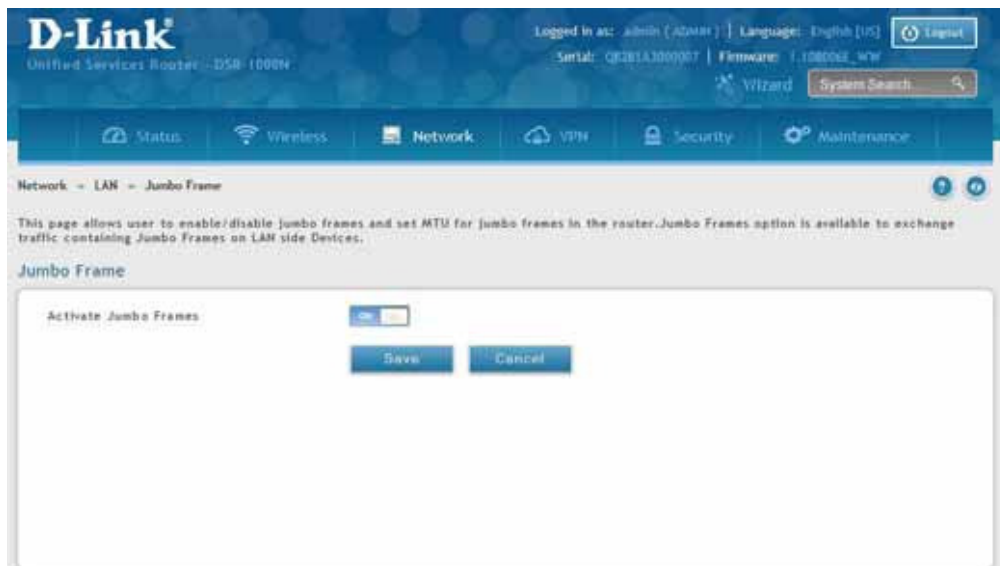 D-Link
Unified Services Router - DSR-1000N
Logged in as: admin ( ADMIN ) | Language: English [US]
Logout
Serial: | Firmware:
Wizard
System Search
Status
Wireless
Network
VPN
Security
Maintenance
Network » LAN » Jumbo Frame
This page allows user to enable/disable jumbo frames and set MTU for jumbo frames in the router.Jumbo Frames option is available to exchange
traffic containing Jumbo Frames on LAN side Devices.
Jumbo Frame
Activate Jumbo Frames
ON
Save
Cancel